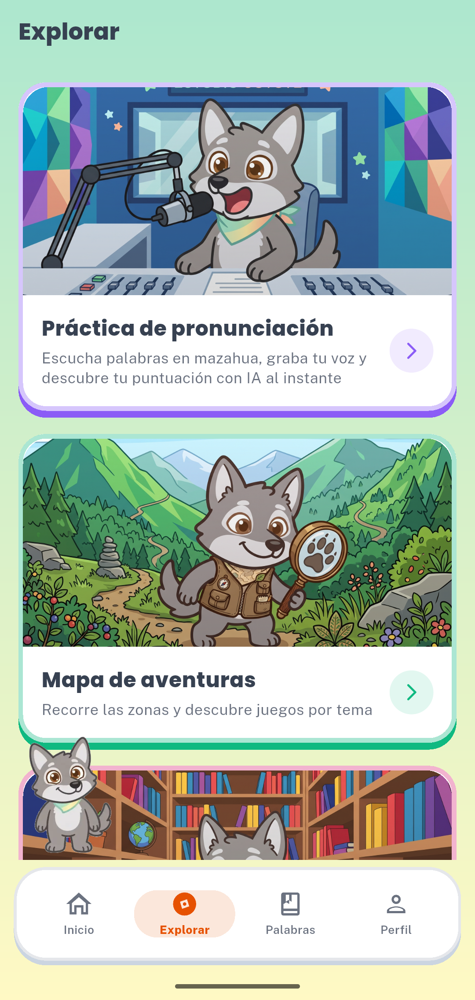 Explorar
Práctica de pronunciación
Escucha palabras en mazahua, graba tu voz y
descubre tu puntuación con IA al instante
Mapa de aventuras
Recorre las zonas y descubre juegos por tema
Inicio
Explorar
Palabras
Perfil